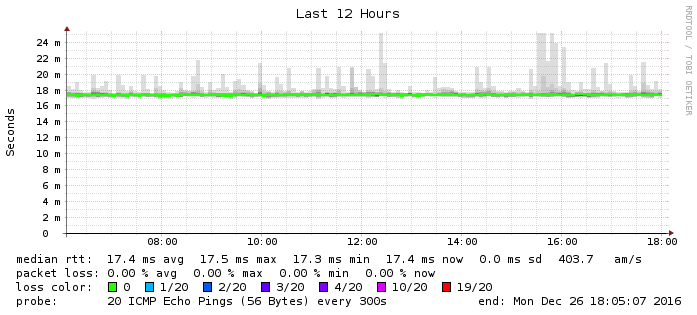 Last 12 Hours
RRDTOOL / TOBI OETIKER
Seconds
24 m
22 m
20 m
18 m
16 m
14 m
12 m
10 m
8 m
6 m
4 m
2 m
0
08:00 10:00 12:00 14:00 16:00 18:00
median rtt: 17.4 ms avg 17.5 ms max 17.3 ms min 17.4 ms now 0.0 ms sd 403.7 am/s
packet loss: 0.00 % avg 0.00 % max 0.00 % min 0.00 % now
loss color: 0 1/20 2/20 3/20 4/20 10/20 19/20
probe: 20 ICMP Echo Pings (56 Bytes) every 300s end: Mon Dec 26 18:05:07 2016